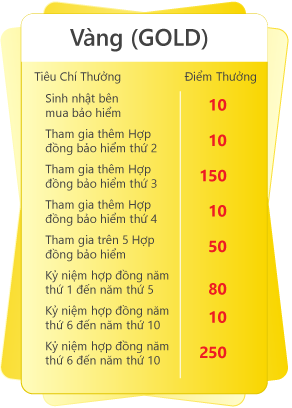 Vàng (GOLD)
Tiêu Chí Thưởng Điểm Thưởng
Sinh nhật bên
mua bảo hiểm 10
Tham gia thêm Hợp
đồng bảo hiểm thứ 2 10
Tham gia thêm Hợp
đồng bảo hiểm thứ 3 150
Tham gia thêm Hợp
đồng bảo hiểm thứ 4 10
Tham gia trên 5 Hợp
đồng bảo hiểm 50
Kỷ niệm hợp đồng năm
thứ 1 đến năm thứ 5 80
Kỷ niệm hợp đồng năm
thứ 6 đến năm thứ 10 10
Kỷ niệm hợp đồng năm
thứ 6 đến năm thứ 10 250